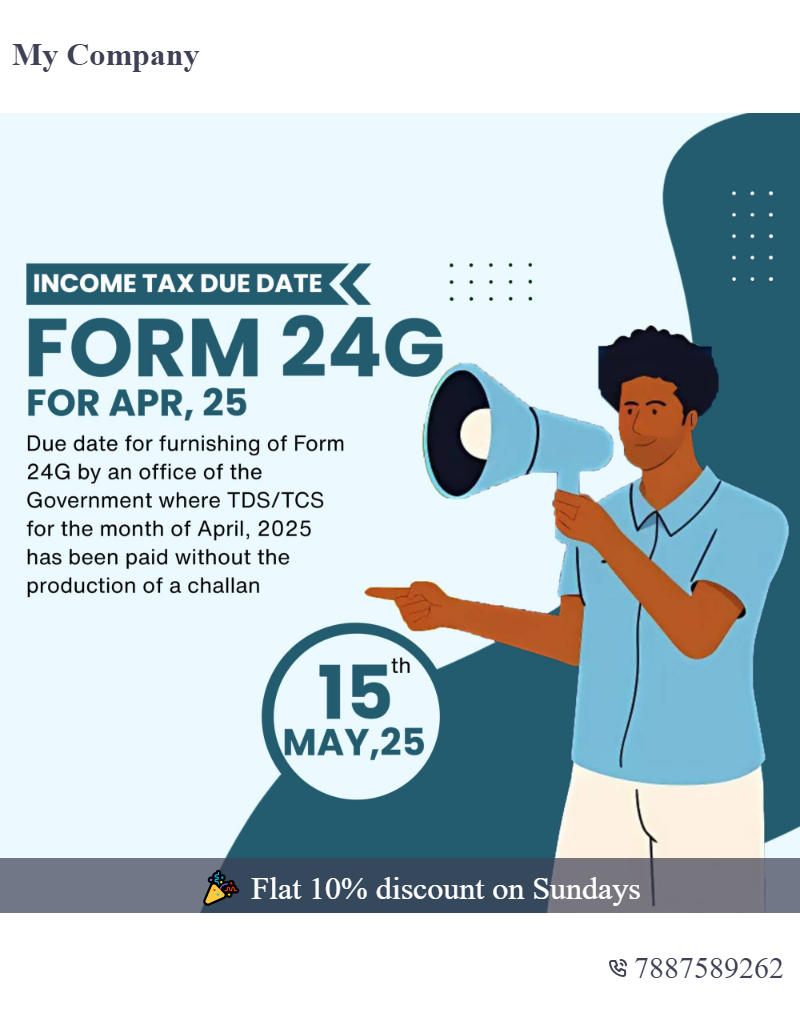 My Company
INCOME TAX DUE DATE
FORM 24G
FOR APR, 25
Due date for furnishing of Form
24G by an office of the
Government where TDS/TCS
for the month of April, 2025
has been paid without the
production of a challan
15th
MAY,25
Flat 10% discount on Sundays
7887589262